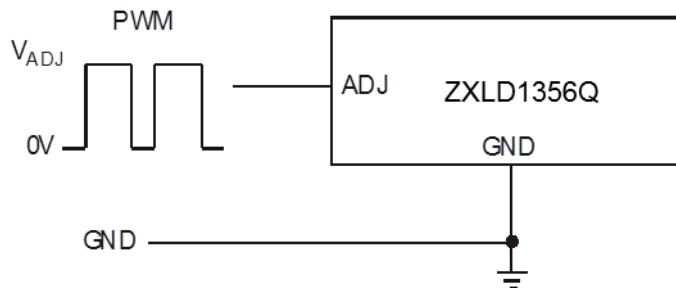 PWM
VADJ
0V
ADJ
ZXLD1356Q
GND
GND